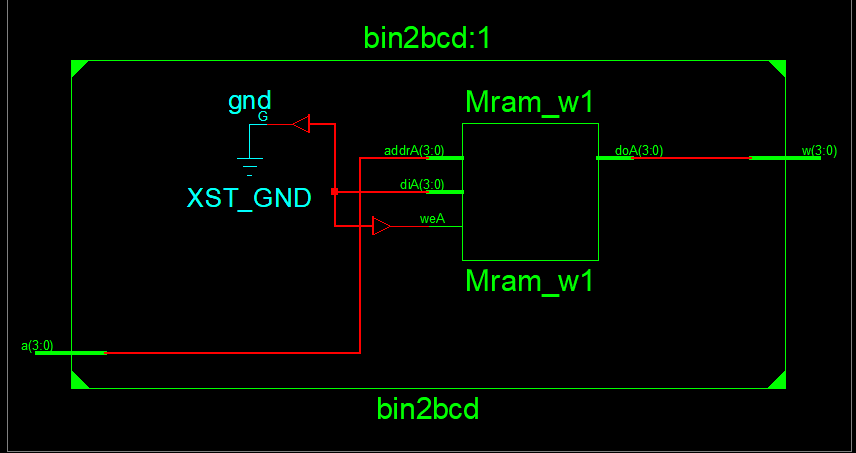 bin2bcd:1
gnd
G
XST_GND
Mram_w1
addrA(3:0)
diA(3:0)
weA
doA(3:0)
w(3:0)
Mram_w1
a(3:0)
bin2bcd